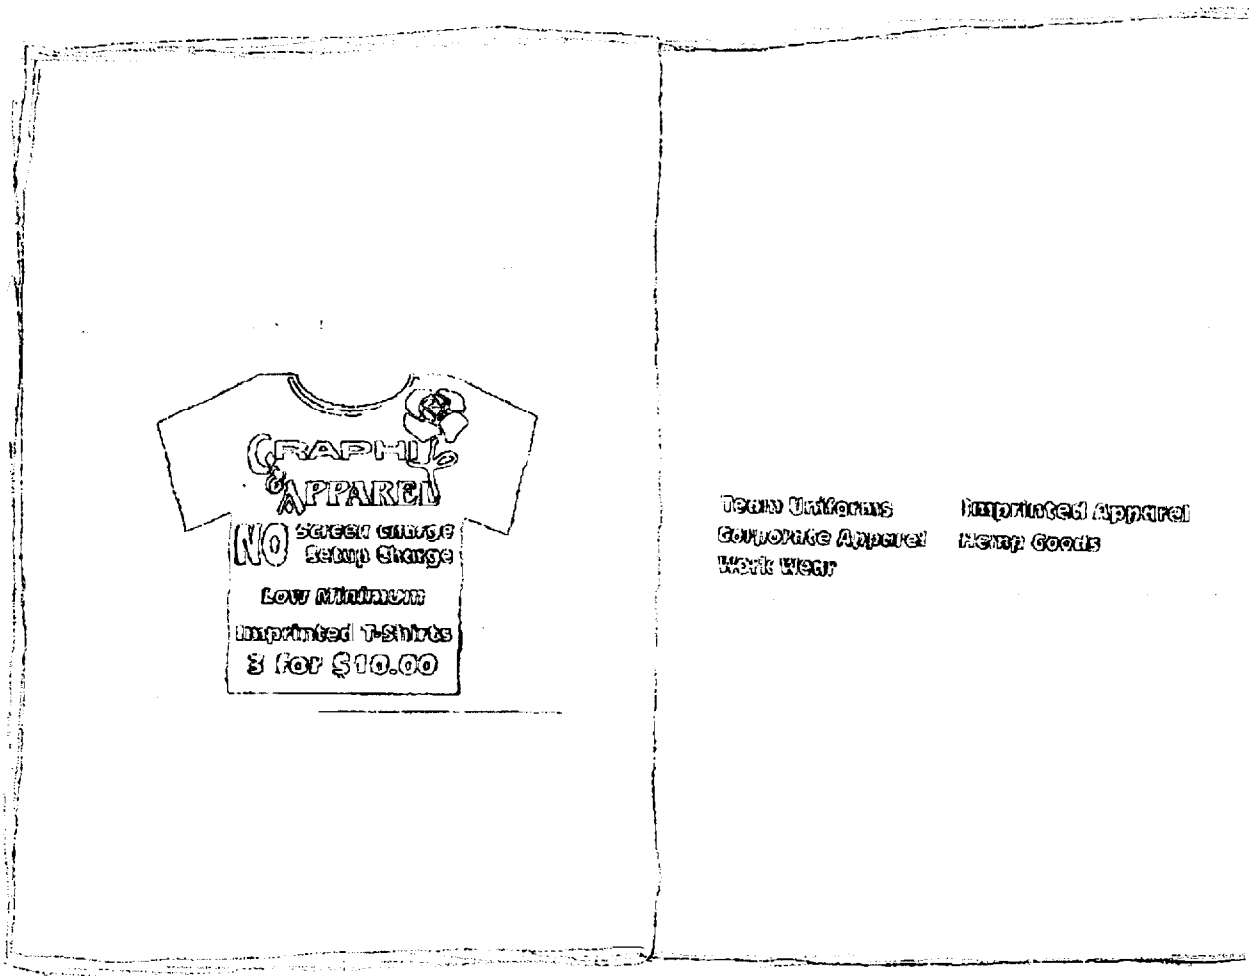 GRAPHIX
& APPAREL
NO Screen Charge
Setup Charge
Low Minimum
Imprinted T-Shirts
3 for $10.00
Team Uniforms
Corporate Apparel
Work Wear
Imprinted Apparel
Hemp Goods